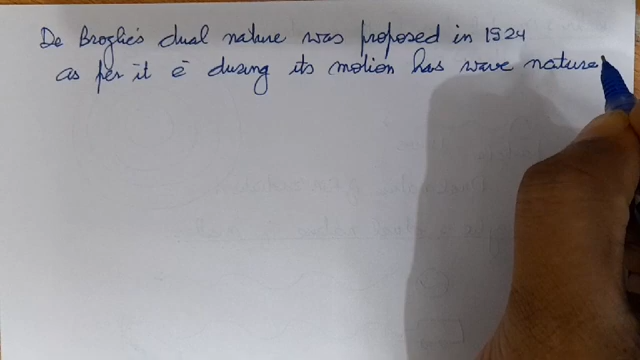 De Broglie's dual nature was proposed in 1924
as per it ē during its motion has wave nature